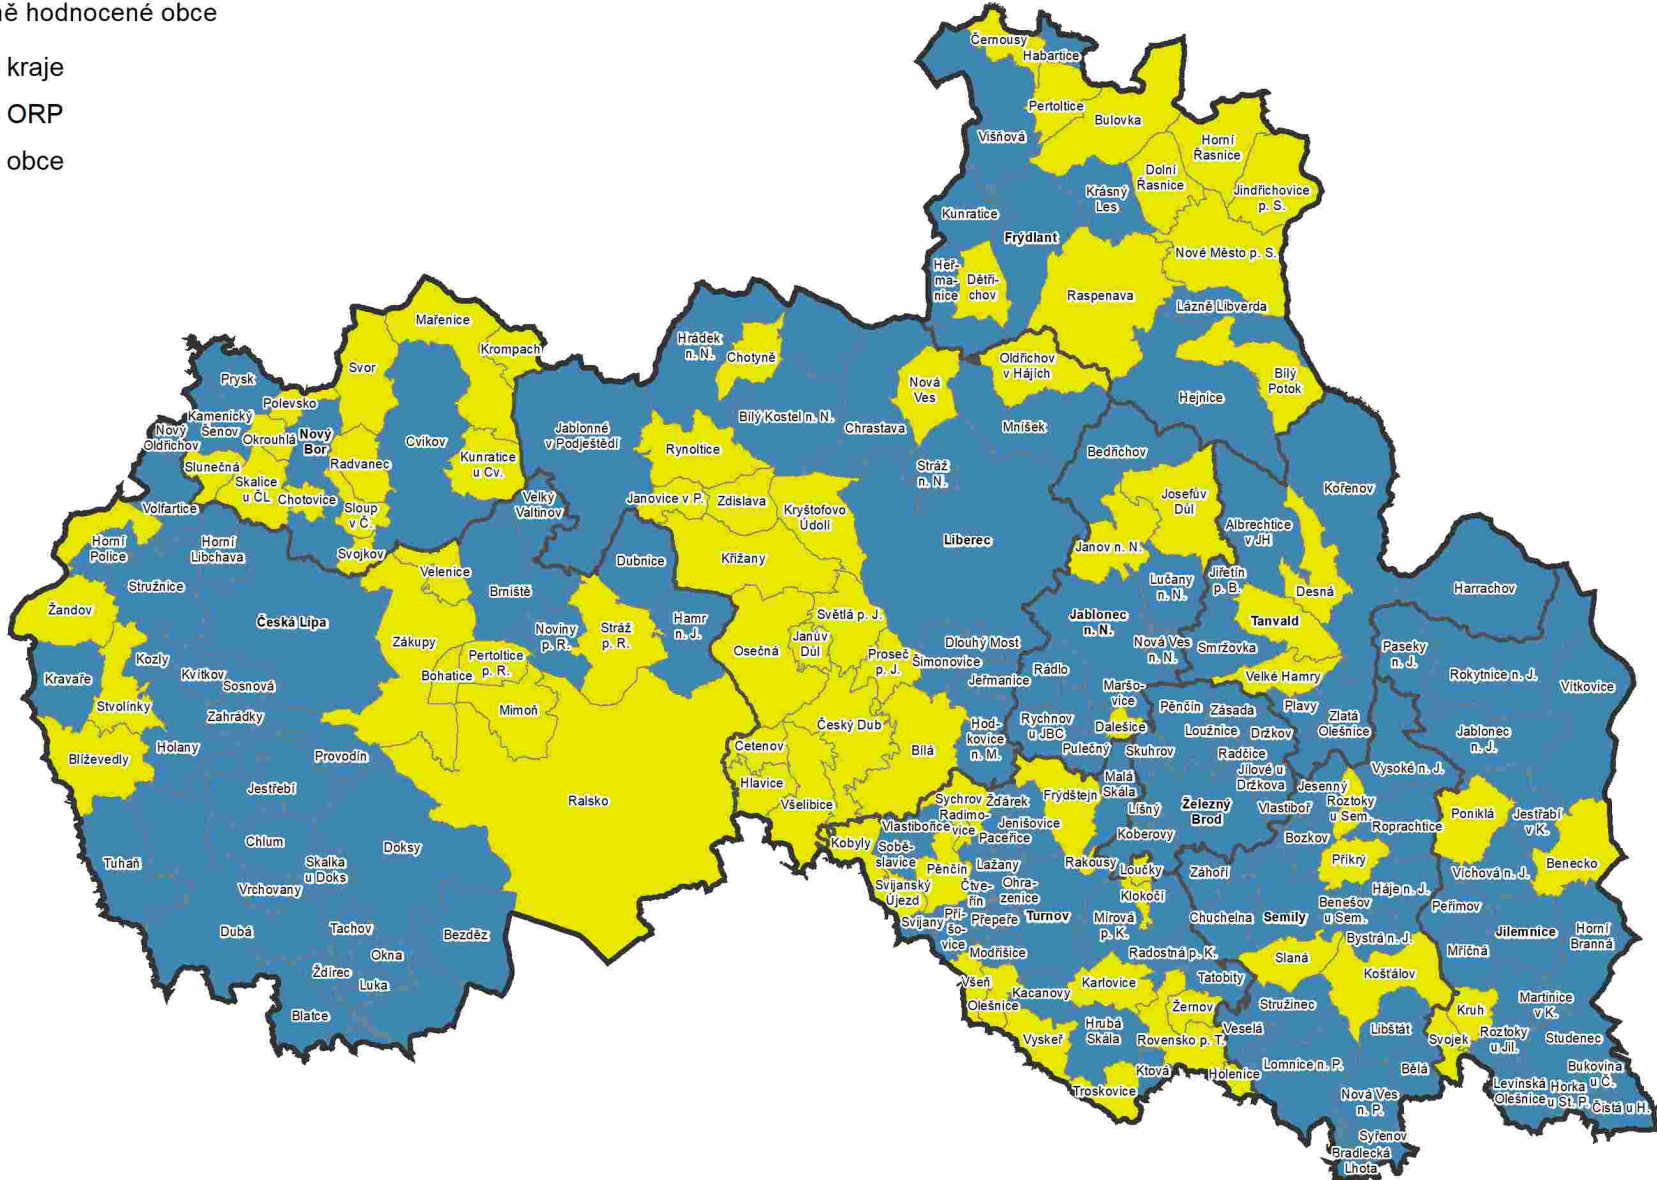 ně hodnocené obce
kraje
ORP
obce
Černousy
Habartice
Pertoltice
Bulovka
Višňová
Horní
Řasnice
Dolní
Řasnice
Jindřichovice
p. S.
Krásný
Les
Kunratice
Frýdlant
Nové Město p. S.
Heř-
ma-
nice
Dětři-
chov
Raspenava
Lázně Libverda
Oldřichov
v Hájích
Bílý
Potok
Hejnice
Mařenice
Krompach
Svor
Prysk
Polevsko
Kamenický
Šenov
Nový
Oldřichov
Okrouhlá
Nový
Bor
Cvikov
Slunečná
Radvanec
Kunratice
u Cv.
Skalice
u ČL
Chotovice
Sloup
v Č.
Volfartice
Svojkov
Velký
Valtinov
Hrádek
n. N.
Chotyně
Nová
Ves
Bílý Kostel n. N.
Chrastava
Mníšek
Jablonné
v Podještědí
Rynoltice
Stráž
n. N.
Janovice v P.
Zdislava
Kryštofovo
Údolí
Křižany
Liberec
Bedřichov
Josefův
Důl
Kořenov
Janov n. N.
Albrechtice
v JH
Lučany
n. N.
Jiřetín
p. B.
Desná
Harrachov
Jablonec
n. N.
Tanvald
Nová Ves
n. N.
Smržovka
Velké Hamry
Paseky
n. J.
Rokytnice n. J.
Vítkovice
Horní
Police
Horní
Libchava
Stružnice
Žandov
Česká Lípa
Velenice
Brniště
Dubnice
Zákupy
Noviny
p. R.
Stráž
p. R.
Hamr
n. J.
Kravaře
Kozly
Kvítkov
Sosnová
Bohatice
Pertoltice
p. R.
Stvolínky
Zahrádky
Mimoň
Holany
Blíževedly
Provodín
Jestřebí
Ralsko
Chlum
Doksy
Tuhaň
Skalka
u Doks
Vrchovany
Dubá
Tachov
Bezděz
Okna
Ždírec
Luka
Blatce
Osečná
Světlá p. J.
Janův
Důl
Proseč
p. J.
Dlouhý Most
Šimonovice
Jeřmanice
Rádlo
Český Dub
Cetenov
Bílá
Hod-
kovice
n. M.
Hlavice
Všelibice
Rychnov
u JBC
Maršo-
vice
Dalešice
Pulečný
Skuhrov
Pěnčín
Zásada
Plavy
Zlatá
Olešnice
Loužnice
Držkov
Radčice
Jílové u
Držkova
Malá
Skála
Líšný
Železný
Brod
Vlastiboř
Koberovy
Jablonec
n. J.
Vysoké n. J.
Jesenný
Roztoky
u Sem.
Roprachtice
Bozkov
Příkrý
Poniklá
Jestřabí
v K.
Benecko
Víchová n. J.
Háje n. J.
Peřimov
Benešov
u Sem.
Semily
Záhoří
Chuchelna
Bystrá n. J.
Jilemnice
Horní
Branná
Mříčná
Kobyly
Sychrov
Žďárek
Radimo-
vice
Vlastibořice
Paceřice
Jenišovice
Frýdštejn
Sobě-
slavice
Pěnčín
Lažany
Rakousy
Loučky
Svijanský
Újezd
Čtve-
řín
Ohra-
zenice
Klokočí
Svijany
Pří-
šo-
vice
Přepeře
Turnov
Mírová
p. K.
Modřišice
Radostná p. K.
Všeň
Kacanovy
Karlovice
Tatobity
Slaná
Košťálov
Olešnice
Žernov
Stružinec
Hrubá
Skála
Vyskeř
Rovensko p. T.
Veselá
Libštát
Svojek
Kruh
Martinice
v K.
Roztoky
u Jil.
Studenec
Ktová
Holenice
Troskovice
Lomnice n. P.
Bělá
Nová Ves
n. P.
Levínská
Olešnice
Horka
u St. P.
Bukovina
u Č.
Čistá u H.
Syřenov
Bradlecká
Lhota